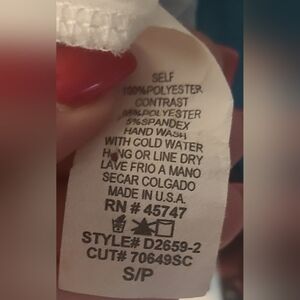 SELF
100%POLYESTER
CONTRAST
95%POLYESTER
5%SPANDEX
HAND WASH
WITH COLD WATER
HANG OR LINE DRY
LAVE FRIO A MANO
SECAR COLGADO
MADE IN U.S.A.
RN # 45747
STYLE# D2659-2
CUT# 70649SC
S/P